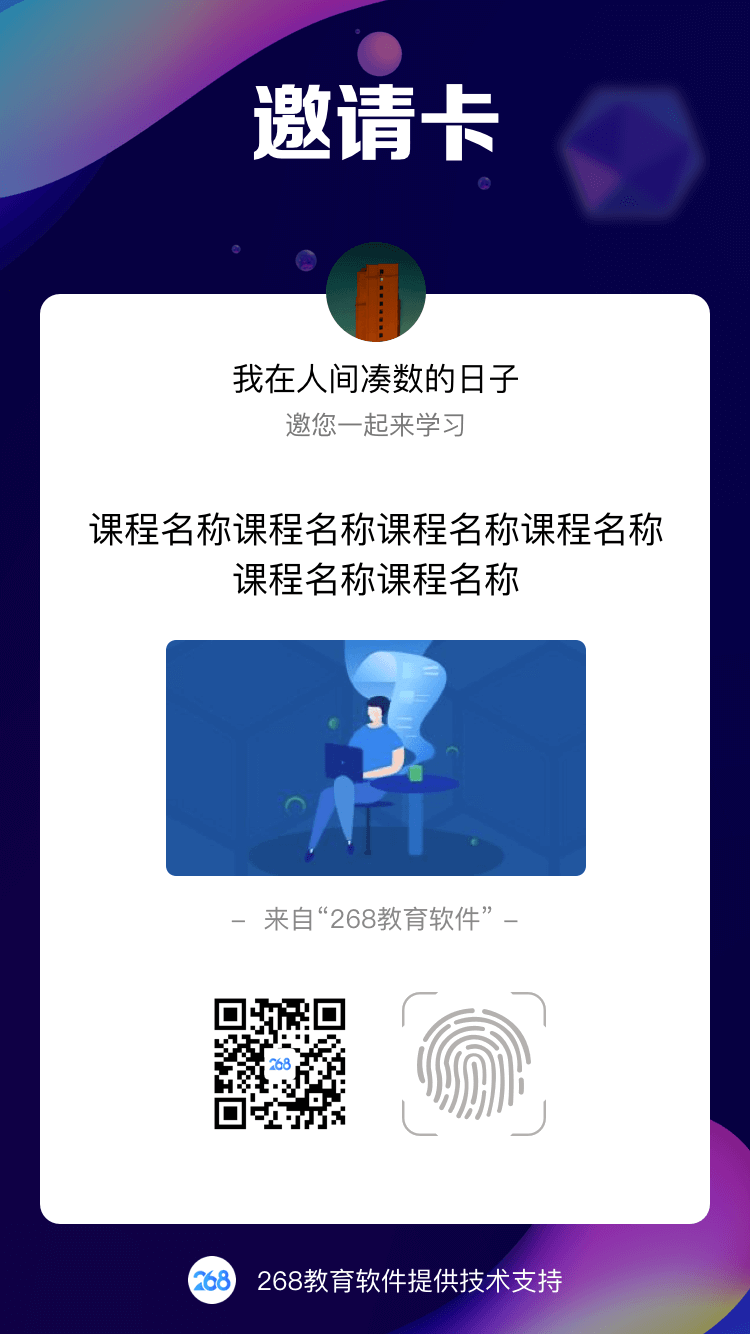 邀请卡
我在人间凑数的日子
邀您一起来学习
课程名称课程名称课程名称课程名称
课程名称课程名称
– 来自“268教育软件” –
268
268 268教育软件提供技术支持